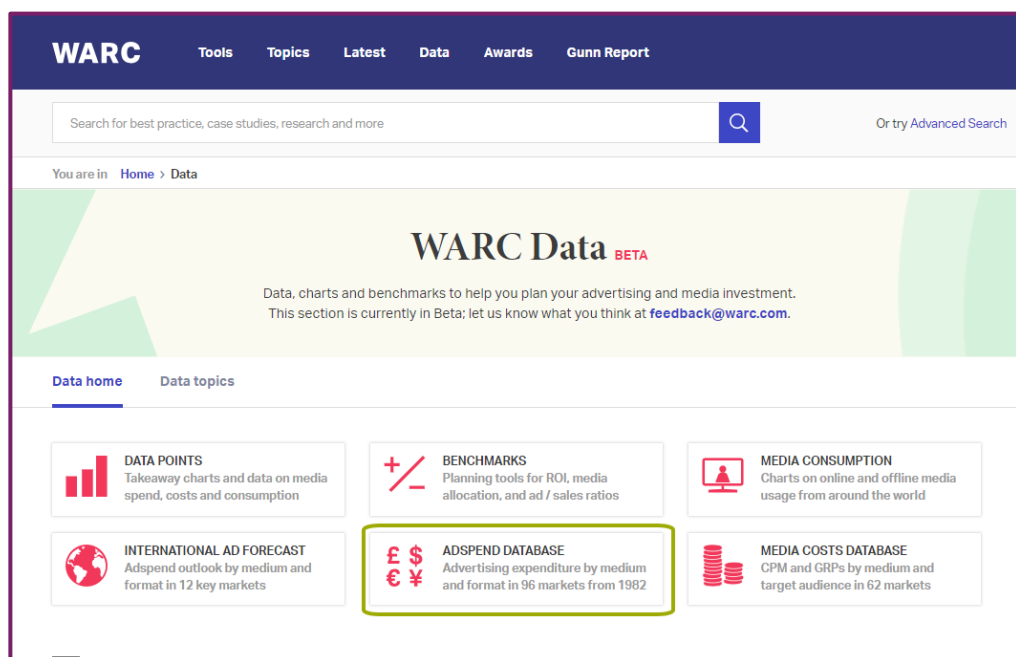 WARC Tools Topics Latest Data Awards Gunn Report
Search for best practice, case studies, research and more
Or try Advanced Search
You are in Home > Data
WARC Data BETA
Data, charts and benchmarks to help you plan your advertising and media investment.
This section is currently in Beta; let us know what you think at feedback@warc.com.
Data home Data topics
DATA POINTS
Takeaway charts and data on media
spend, costs and consumption
+/−
BENCHMARKS
Planning tools for ROI, media
allocation, and ad / sales ratios
MEDIA CONSUMPTION
Charts on online and offline media
usage from around the world
INTERNATIONAL AD FORECAST
Adspend outlook by medium and
format in 12 key markets
£ $
€ ¥
ADSPEND DATABASE
Advertising expenditure by medium
and format in 96 markets from 1982
MEDIA COSTS DATABASE
CPM and GRPs by medium and
target audience in 62 markets